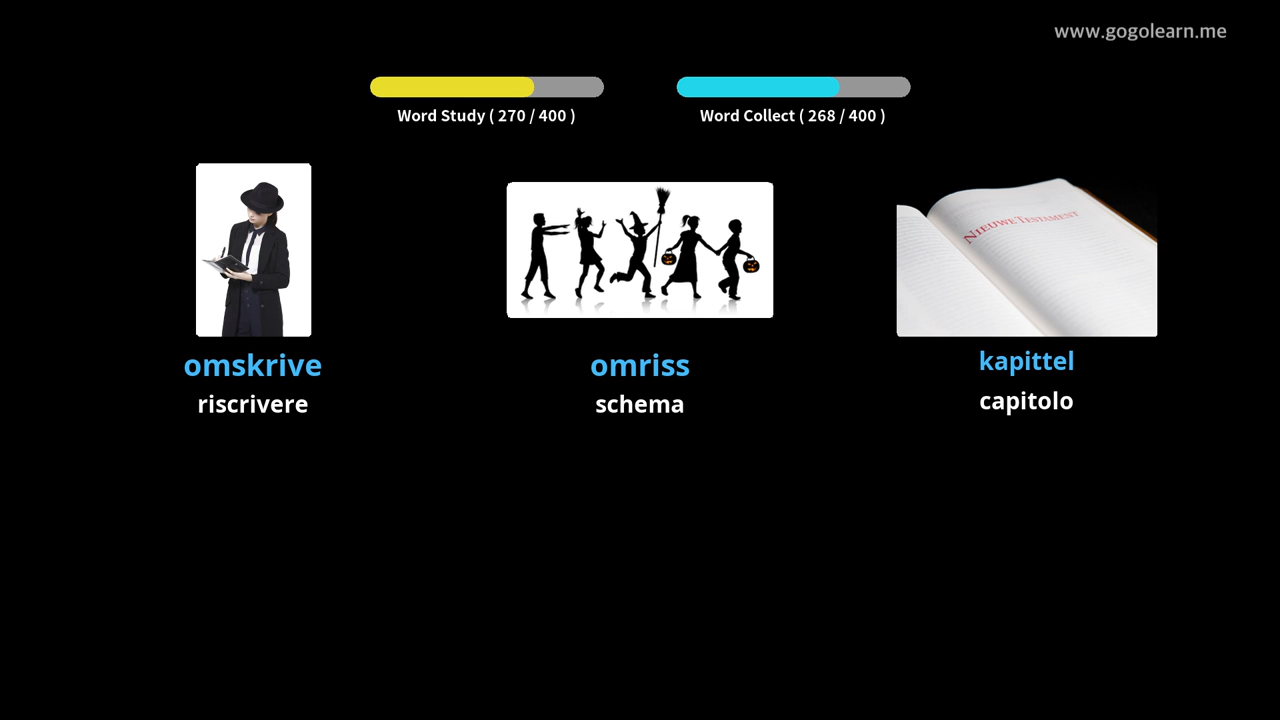 www.gogolearn.me
Word Study ( 270 / 400 )
Word Collect ( 268 / 400 )
NIEUWE TESTAMENT
omskrive
riscrivere
omriss
schema
kapittel
capitolo